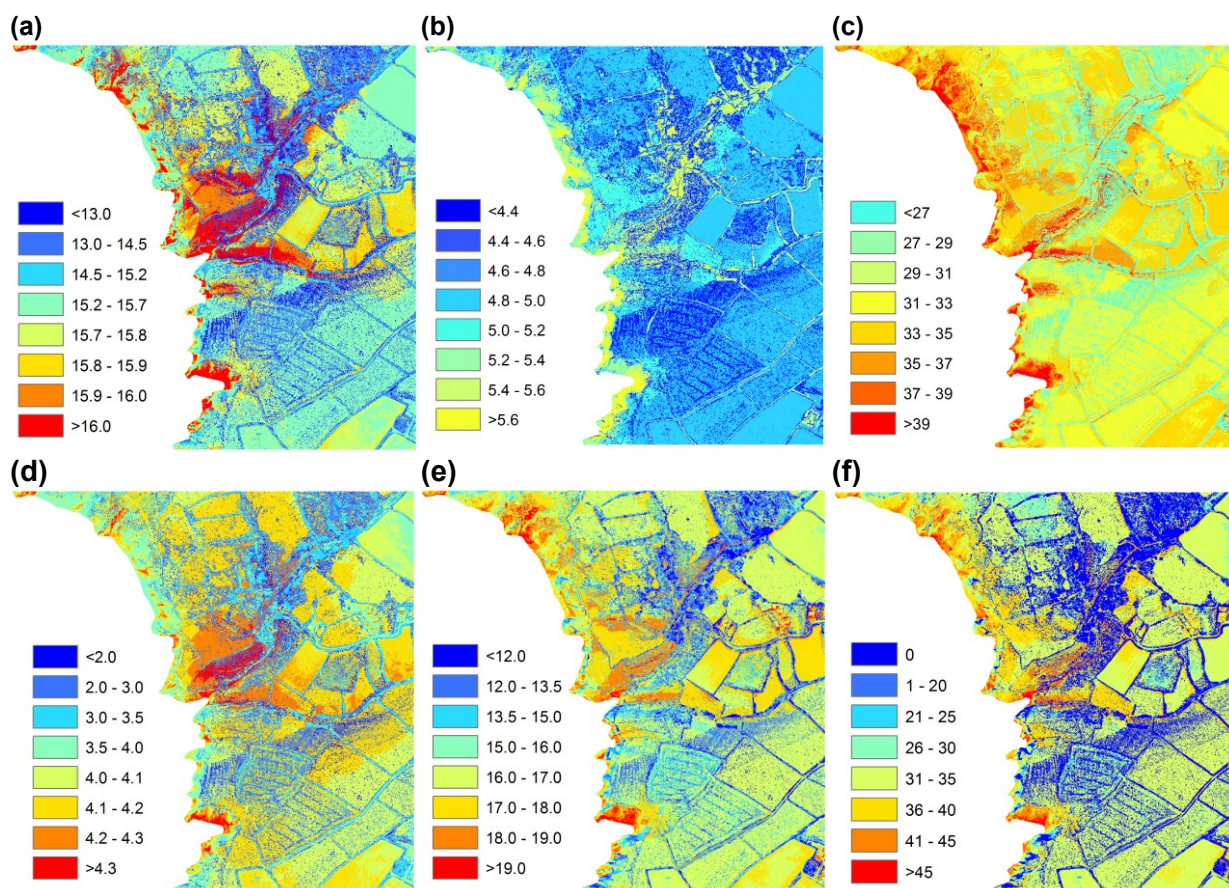 (a)
(b)
(c)
<13.0
13.0 - 14.5
14.5 - 15.2
15.2 - 15.7
15.7 - 15.8
15.8 - 15.9
15.9 - 16.0
>16.0
<4.4
4.4 - 4.6
4.6 - 4.8
4.8 - 5.0
5.0 - 5.2
5.2 - 5.4
5.4 - 5.6
>5.6
<27
27 - 29
29 - 31
31 - 33
33 - 35
35 - 37
37 - 39
>39
(d)
(e)
(f)
<2.0
2.0 - 3.0
3.0 - 3.5
3.5 - 4.0
4.0 - 4.1
4.1 - 4.2
4.2 - 4.3
>4.3
<12.0
12.0 - 13.5
13.5 - 15.0
15.0 - 16.0
16.0 - 17.0
17.0 - 18.0
18.0 - 19.0
>19.0
0
1 - 20
21 - 25
26 - 30
31 - 35
36 - 40
41 - 45
>45